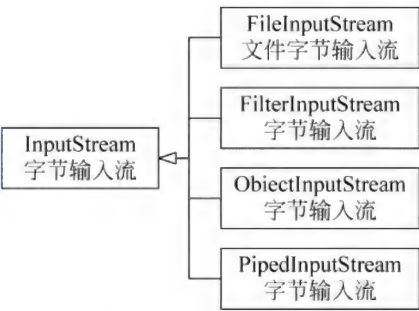 FileInputStream
文件字节输入流
FilterInputStream
字节输入流
InputStream
字节输入流
ObiectInputStream
字节输入流
PipedInputStream
字节输入流